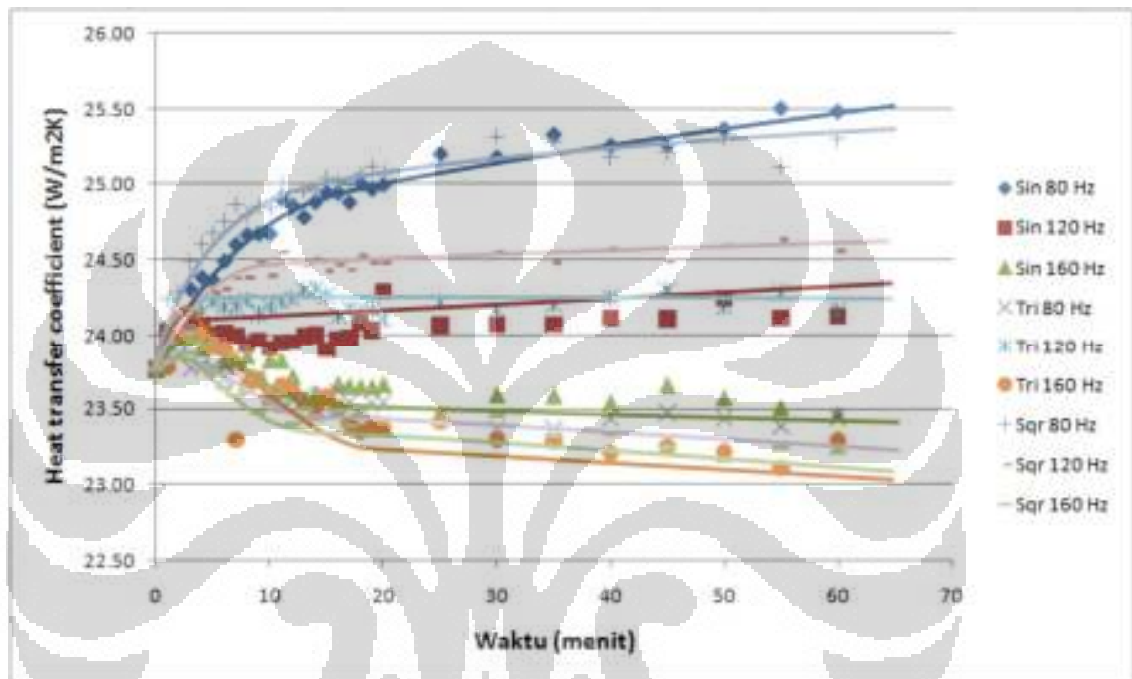 26.00
25.50
25.00
24.50
24.00
23.50
23.00
22.50
0 10 20 30 40 50 60 70
Heat transfer coefficient (W/m2K)
Waktu (menit)
Sin 80 Hz
Sin 120 Hz
Sin 160 Hz
Tri 80 Hz
Tri 120 Hz
Tri 160 Hz
Sqr 80 Hz
Sqr 120 Hz
Sqr 160 Hz